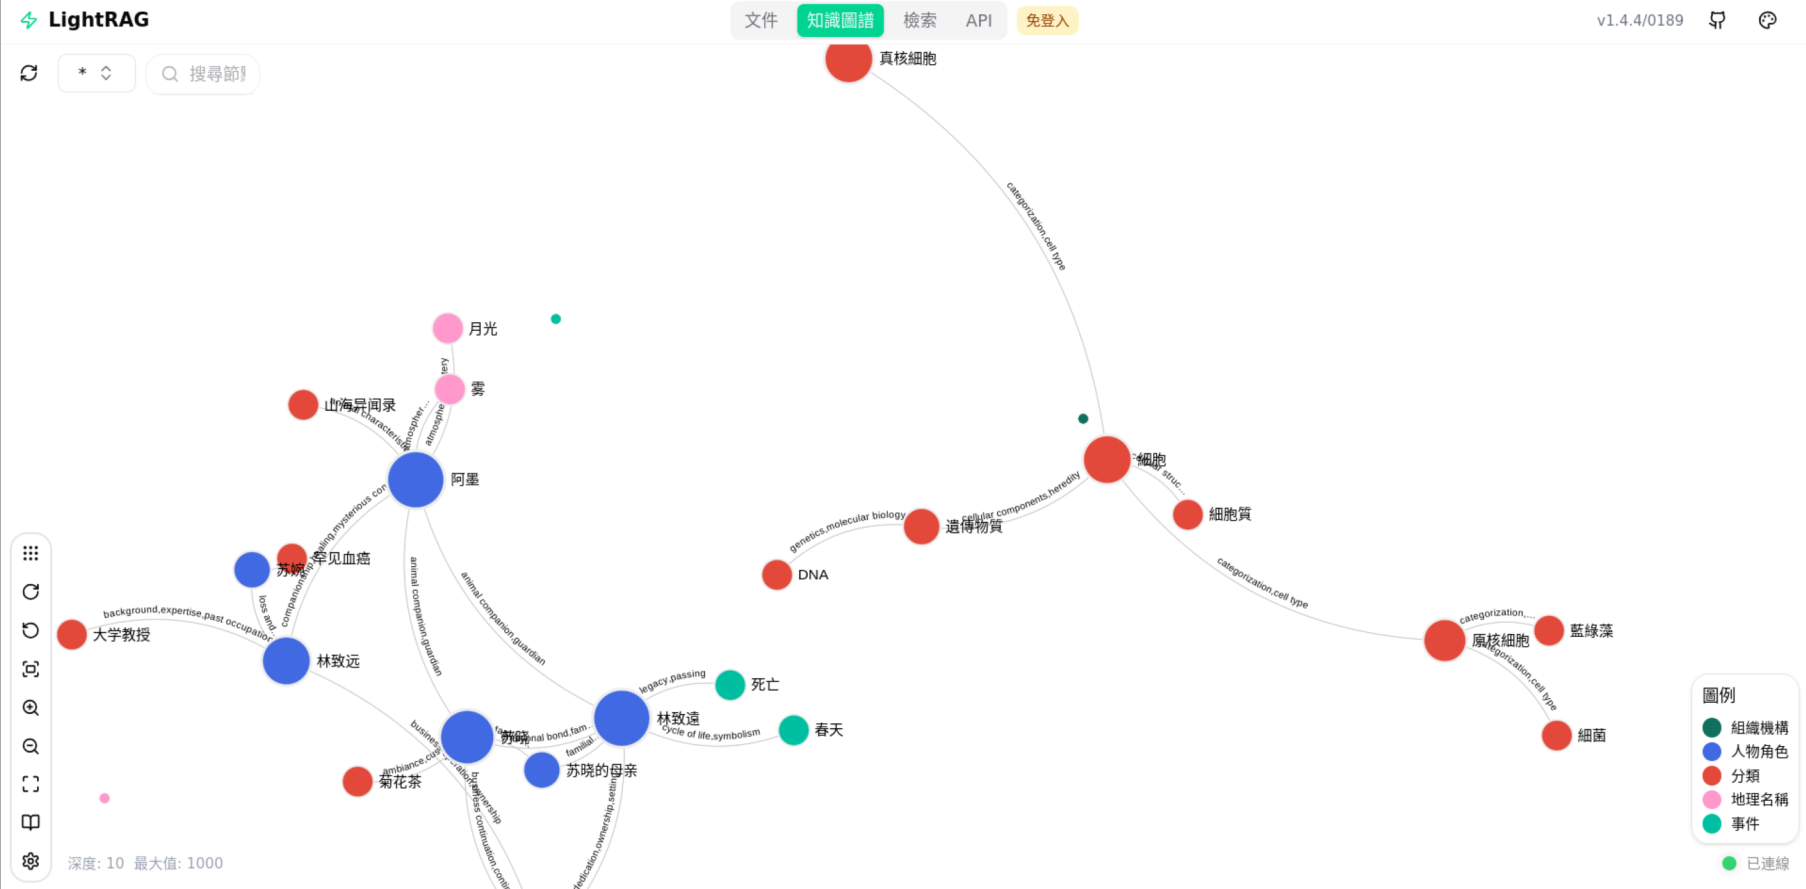 LightRAG
文件 知識圖譜 檢索 API 免登入
v1.4.4/0189
*
搜尋節點
真核細胞
categorization,cell type
月光
雾
山海异闻录
阿墨
細胞
cellular components,heredity
細胞質
genetics,molecular biology
遺傳物質
DNA
罕见血癌
苏婉
loss and...
background,expertise,past occupation
大学教授
林致远
animal companion,guardian
animal companion,guardian
categorization,cell type
categorization,...
藍綠藻
原核細胞
categorization,cell type
細菌
legacy,passing
死亡
林致遠
cycle of life,symbolism
春天
苏晓
familial...
苏晓的母亲
菊花茶
圖例
組織機構
人物角色
分類
地理名稱
事件
深度: 10 最大值: 1000
已連線